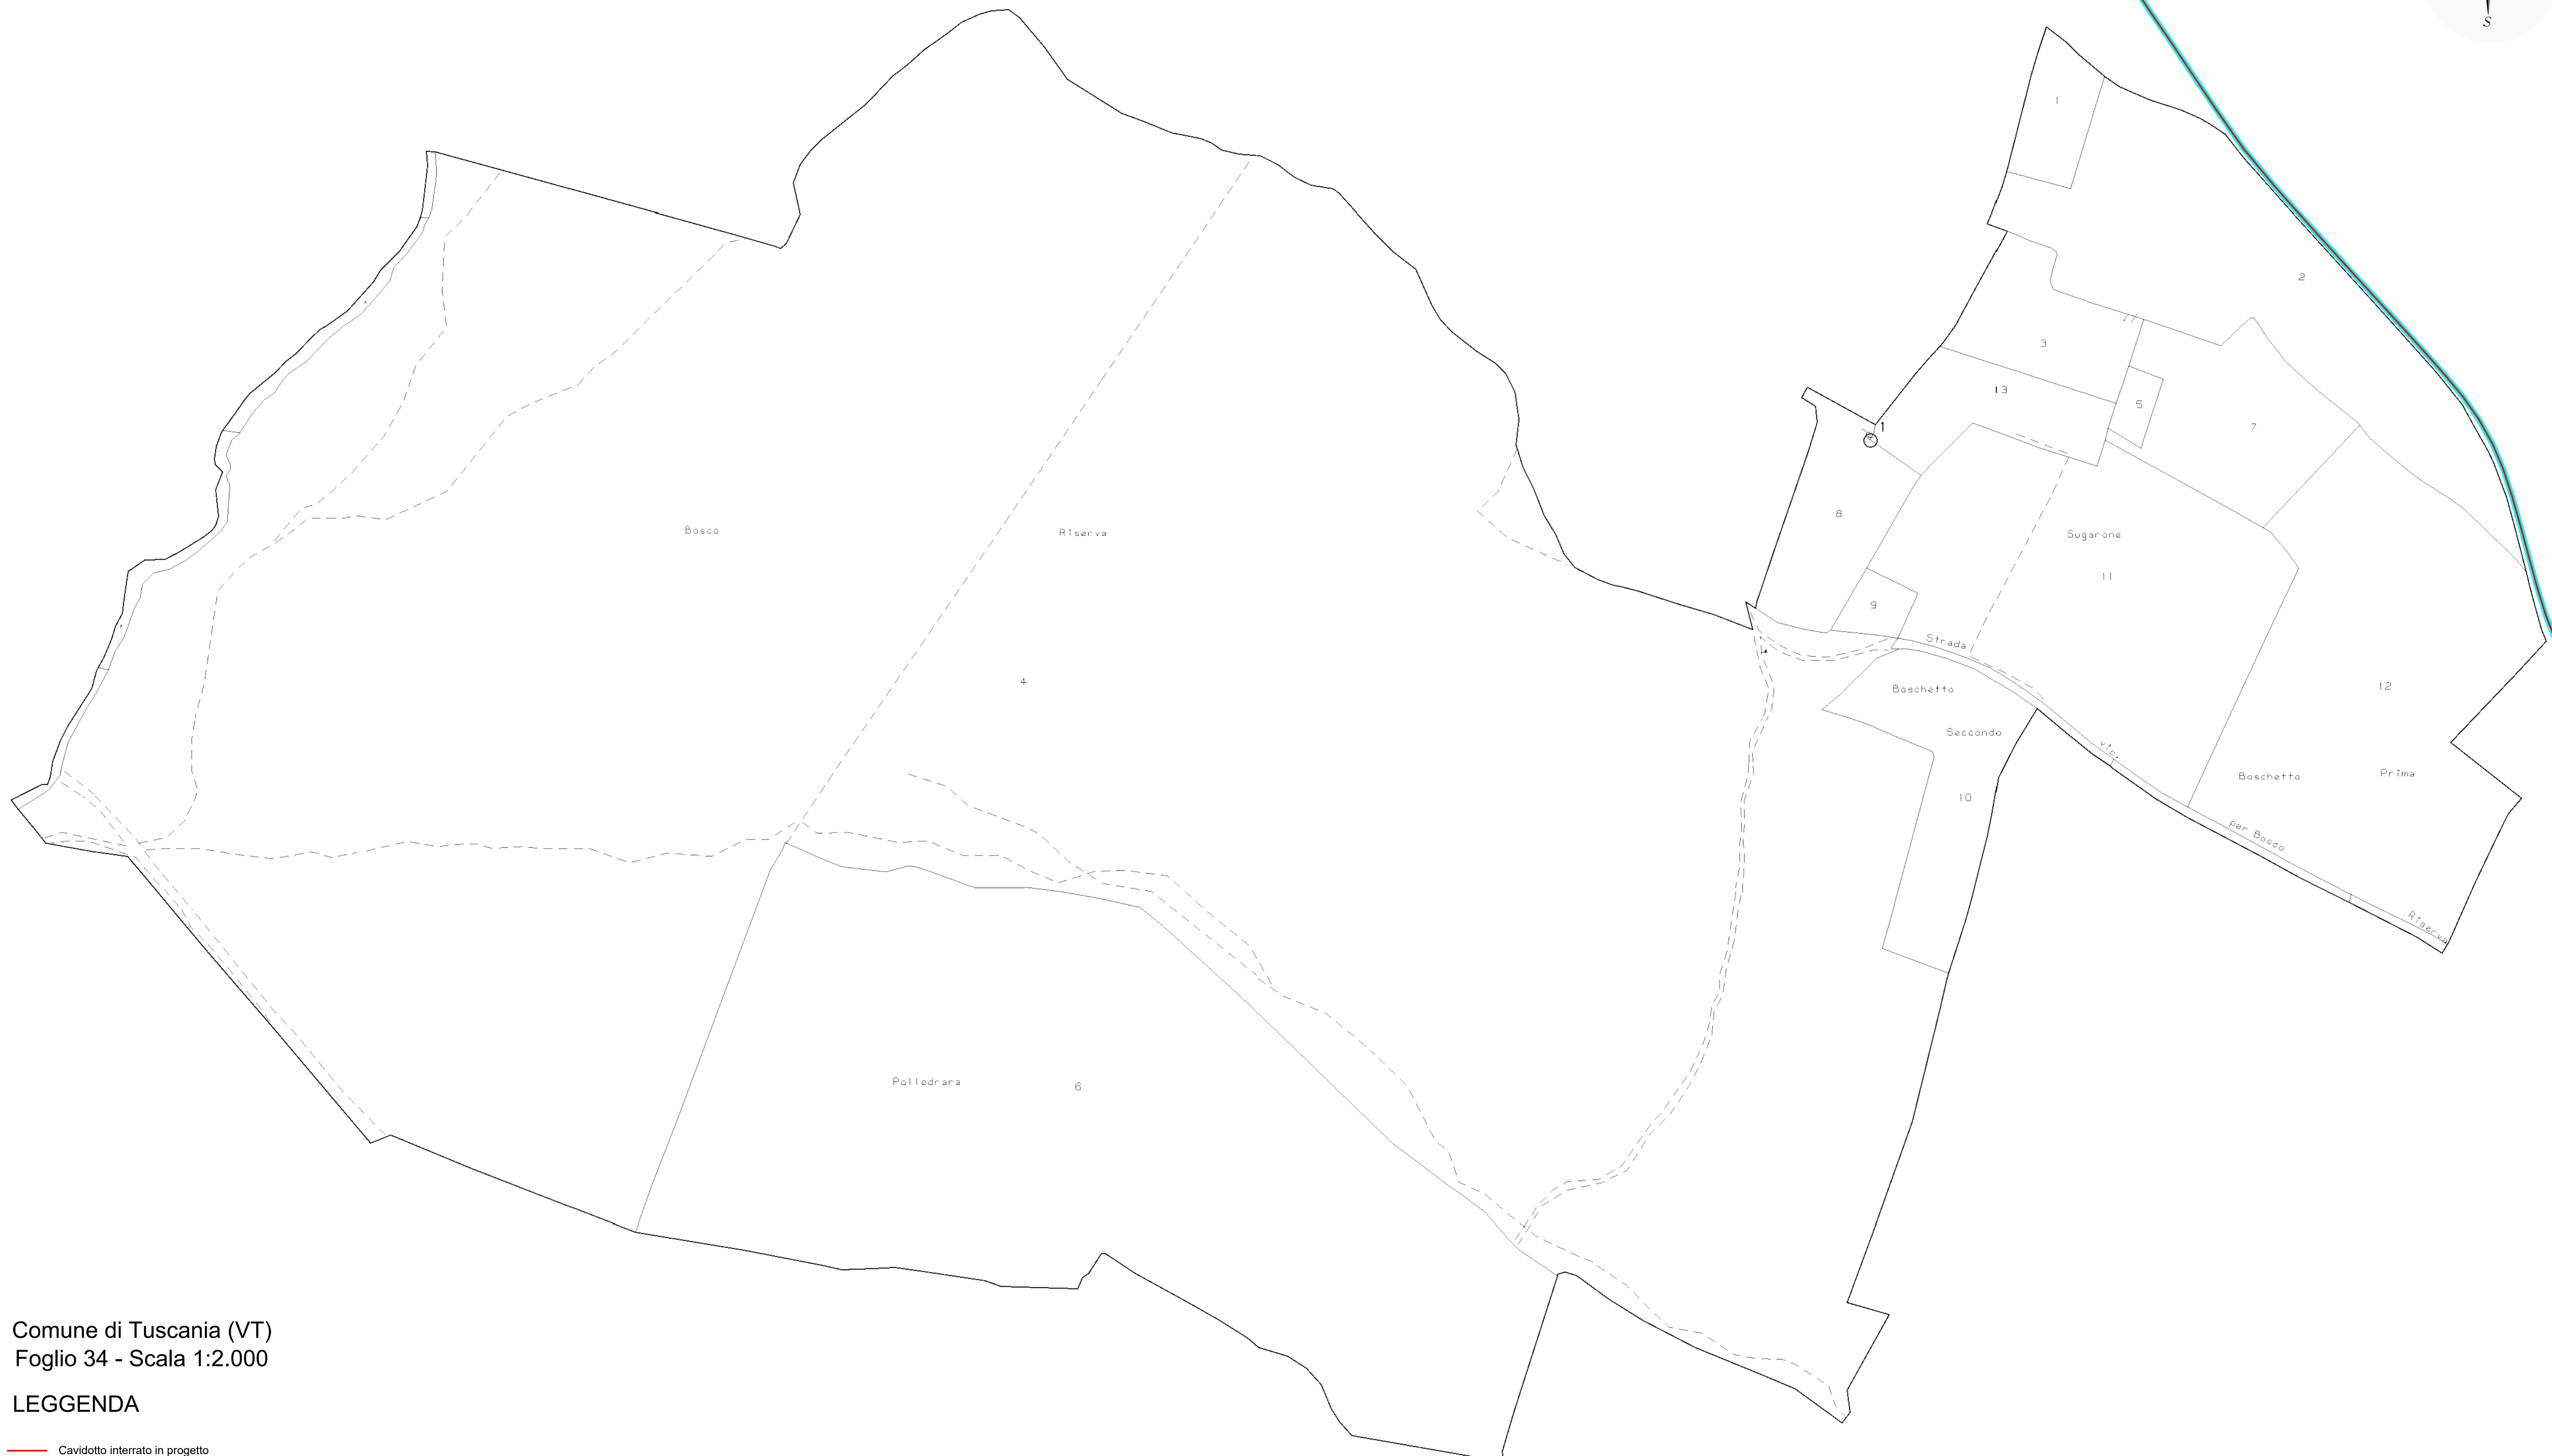 S
1
2
3
13
5
7
1
8
Bosco
Riserva
Sugarone
11
9
Strada
4
Boschetto
12
Seccondo
vic.
Boschetto
Prima
10
per Bosco
Riserva
Polledrara
6
Comune di Tuscania (VT)
Foglio 34 - Scala 1:2.000
LEGGENDA
Cavidotto interrato in progetto